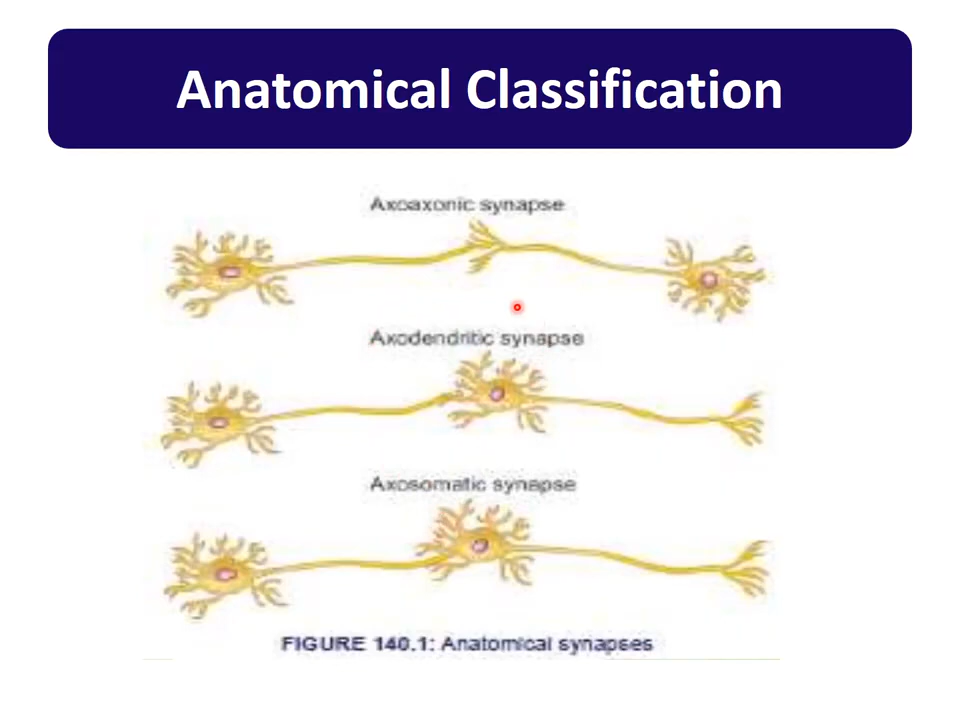 Anatomical Classification
Axoaxonic synapse
Axodendritic synapse
Axosomatic synapse
FIGURE 140.1: Anatomical synapses